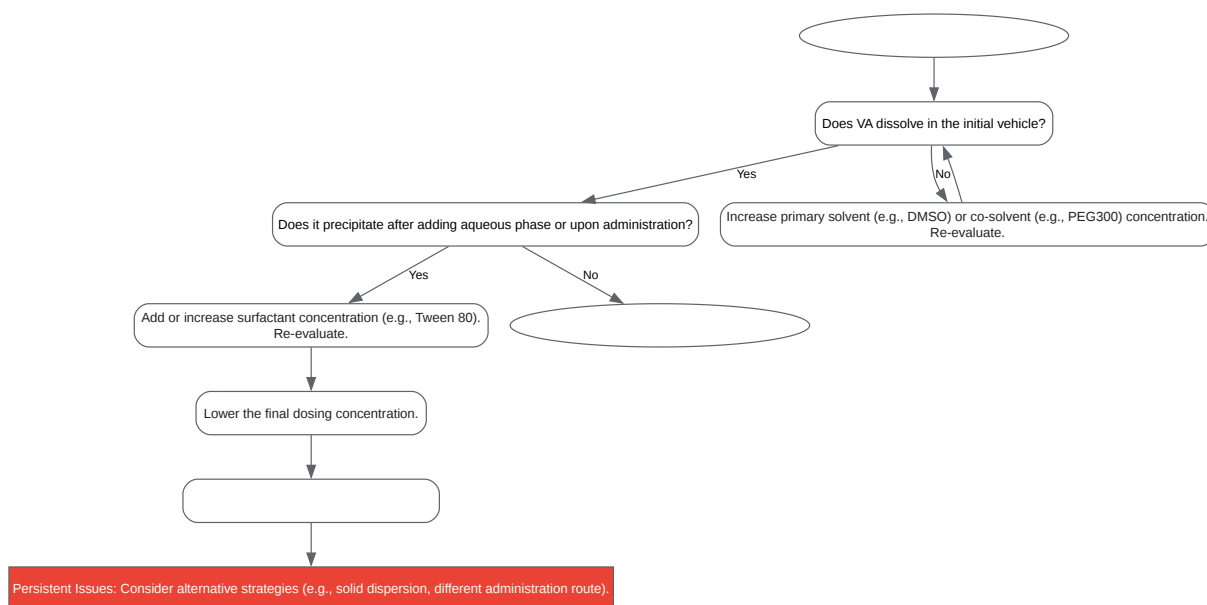 Does VA dissolve in the initial vehicle?
Yes
No
Does it precipitate after adding aqueous phase or upon administration?
Increase primary solvent (e.g., DMSO) or co-solvent (e.g., PEG300) concentration.
Re-evaluate.
Yes
No
Add or increase surfactant concentration (e.g., Tween 80).
Re-evaluate.
Lower the final dosing concentration.
Persistent Issues: Consider alternative strategies (e.g., solid dispersion, different administration route).